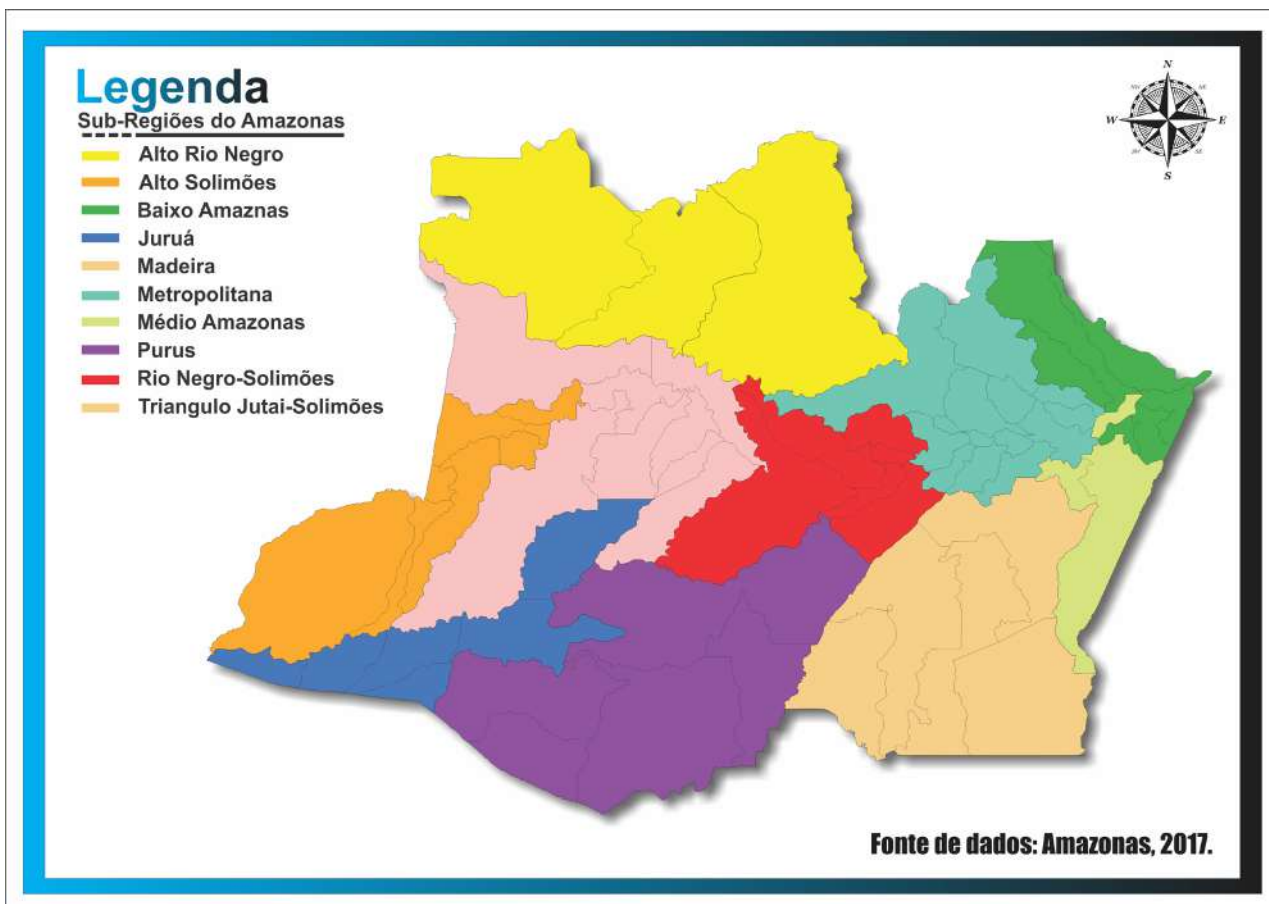 Legenda
Sub-Regiões do Amazonas
Alto Rio Negro
Alto Solimões
Baixo Amaznas
Juruá
Madeira
Metropolitana
Médio Amazonas
Purus
Rio Negro-Solimões
Triangulo Jutai-Solimões
N
W
E
S
Fonte de dados: Amazonas, 2017.